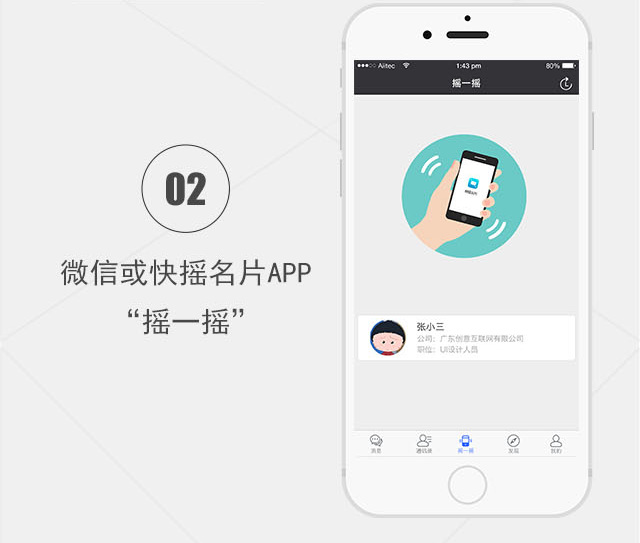 02
微信或快摇名片APP
“摇一摇”
Aiitec
1:43 pm
80%
摇一摇
张小三
公司：广东创意互联网有限公司
职位：UI设计人员
消息
通讯录
摇一摇
发现
我的